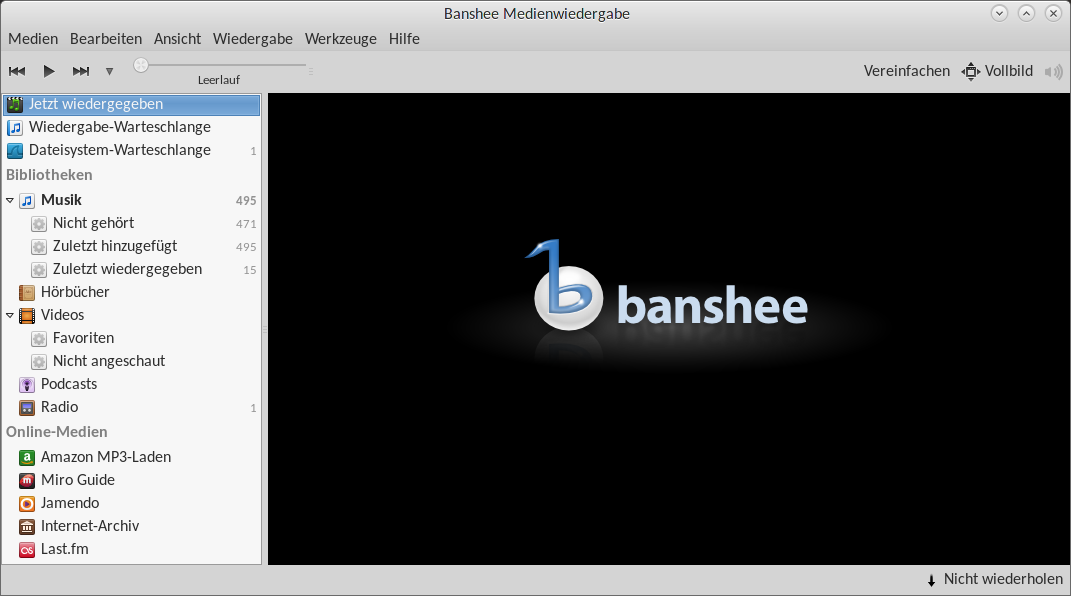 Banshee Medienwiedergabe
Medien Bearbeiten Ansicht Wiedergabe Werkzeuge Hilfe
Leerlauf
Vereinfachen Vollbild
Jetzt wiedergegeben
Wiedergabe-Warteschlange
Dateisystem-Warteschlange 1
Bibliotheken
Musik 495
Nicht gehört 471
Zuletzt hinzugefügt 495
Zuletzt wiedergegeben 15
Hörbücher
Videos
Favoriten
Nicht angeschaut
Podcasts
Radio 1
Online-Medien
Amazon MP3-Laden
Miro Guide
Jamendo
Internet-Archiv
Last.fm
banshee
Nicht wiederholen